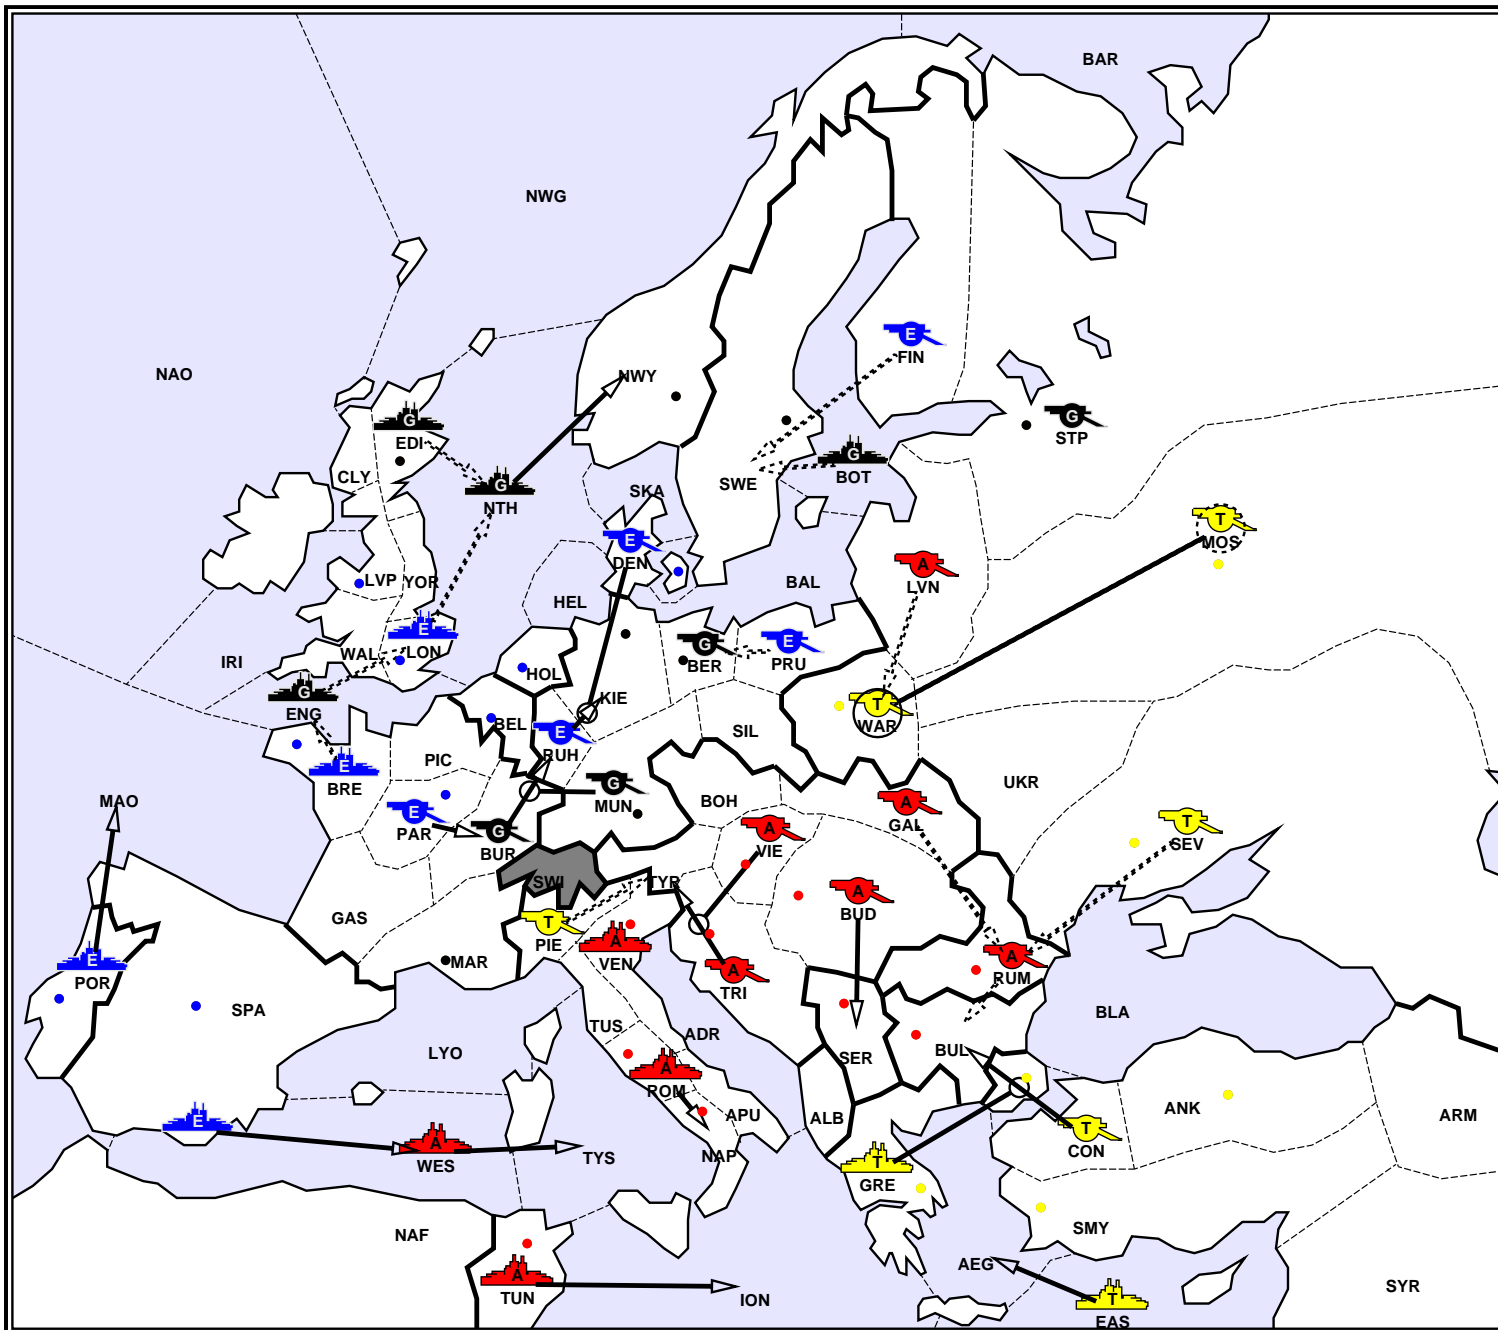 BAR
NWG
E
FIN
NAO
NWY
G
EDI
G
STP
CLY
G
BOT
SWE
G
NTH
SKA
T
MOS
E
DEN
A
LVN
LVP
YOR
BAL
HEL
E
LON
WAL
IRI
G
BER
E
PRU
HOL
G
ENG
KIE
T
WAR
BEL
E
RUH
SIL
PIC
E
BRE
UKR
G
MUN
MAO
BOH
A
GAL
E
PAR
G
BUR
A
VIE
T
SEV
SWI
TYR
A
BUD
GAS
T
PIE
A
VEN
E
POR
MAR
A
TRI
A
RUM
SPA
BLA
TUS
ADR
LYO
SER
BUL
A
ROM
APU
ALB
ANK
ARM
E
A
WES
TYS
NAP
T
CON
T
GRE
NAF
SMY
AEG
A
TUN
ION
T
EAS
SYR